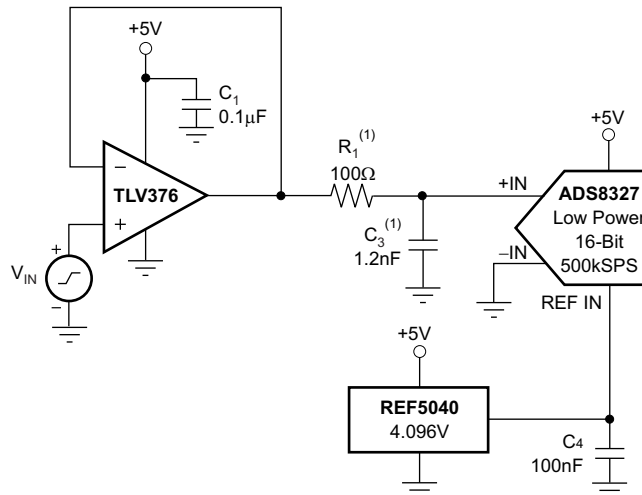 +5V
C1
0.1µF
−
TLV376
+
+
VIN
−
R1(1)
100Ω
C3(1)
1.2nF
+5V
+IN
ADS8327
Low Power
16-Bit
500kSPS
−IN
REF IN
+5V
REF5040
4.096V
C4
100nF